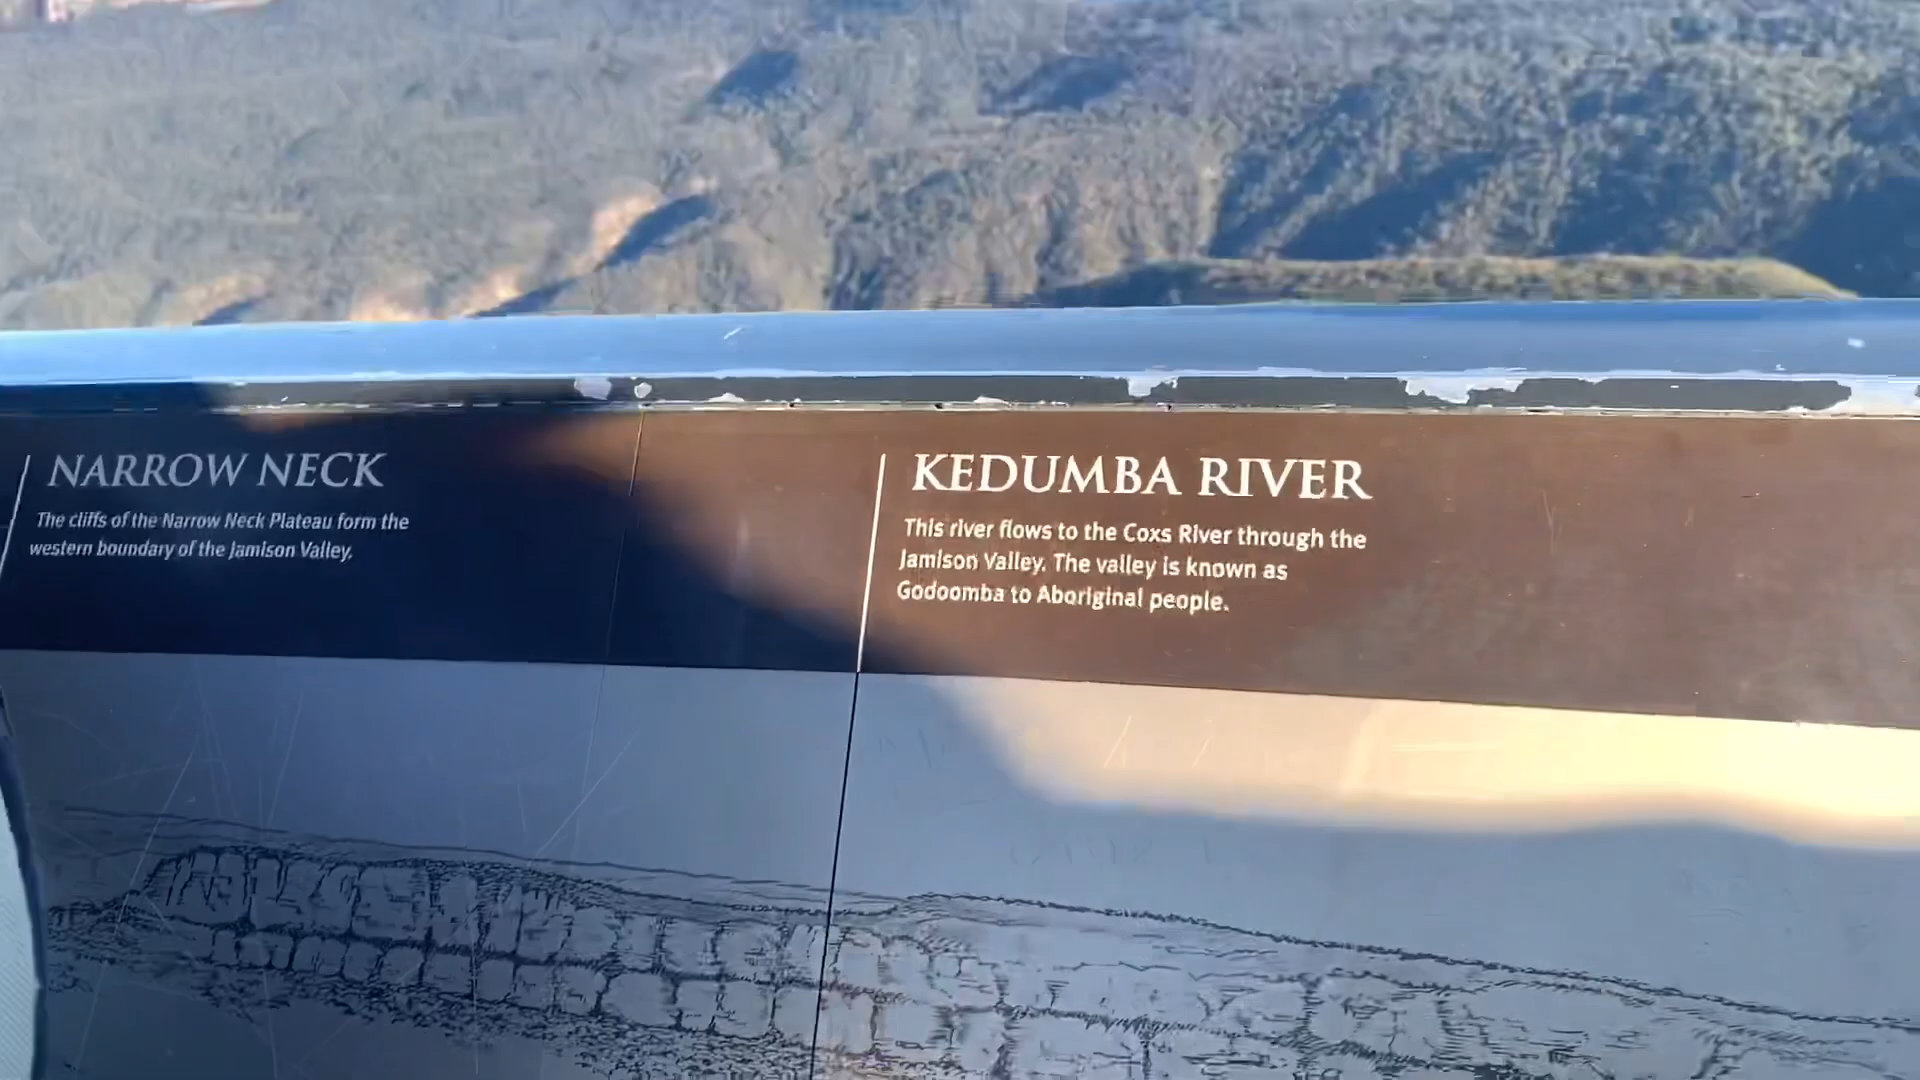 NARROW NECK
The cliffs of the Narrow Neck Plateau form the
western boundary of the Jamison Valley.
KEDUMBA RIVER
This river flows to the Coxs River through the
Jamison Valley. The valley is known as
Godoomba to Aboriginal people.